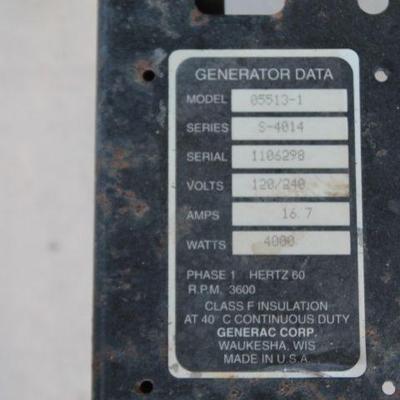 GENERATOR DATA
MODEL 05513-1
SERIES S-4014
SERIAL 1106298
VOLTS 120/240
AMPS 16.7
WATTS 4000
PHASE 1 HERTZ 60
R.P.M. 3600
CLASS F INSULATION
AT 40° C CONTINUOUS DUTY
GENERAC CORP.
WAUKESHA, WIS
MADE IN U.S.A.